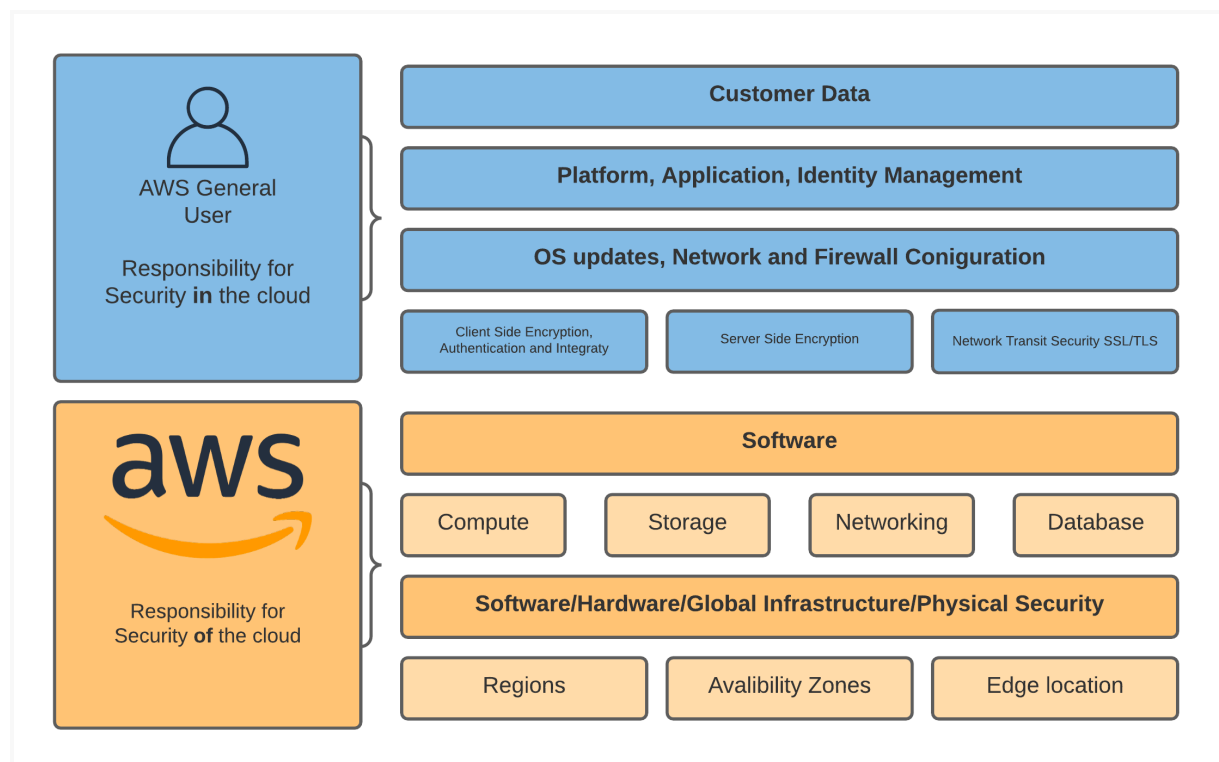 AWS General
User
Responsibility for
Security in the cloud
Customer Data
Platform, Application, Identity Management
OS updates, Network and Firewall Coniguration
Client Side Encryption,
Authentication and Integraty
Server Side Encryption
Network Transit Security SSL/TLS
aws
Responsibility for
Security of the cloud
Software
Compute
Storage
Networking
Database
Software/Hardware/Global Infrastructure/Physical Security
Regions
Avalibility Zones
Edge location